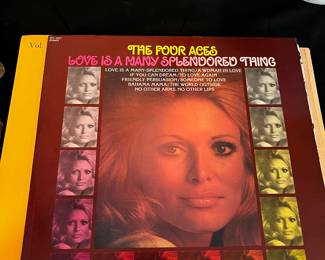 Vol.
THE FOUR ACES
LOVE IS A MANY SPLENDORED THING
LOVE IS A MANY-SPLENDORED THING/A WOMAN IN LOVE
IF YOU CAN DREAM/TO LOVE AGAIN
FRIENDLY PERSUASION/SOMEONE TO LOVE
BAHAMA MAMA/THE WORLD OUTSIDE
NO OTHER ARMS, NO OTHER LIPS